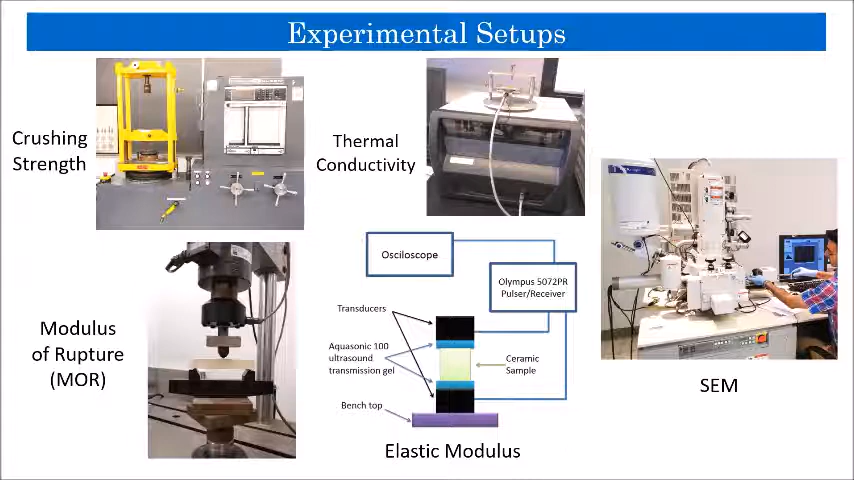 Experimental Setups
Crushing
Strength
Thermal
Conductivity
Modulus
of Rupture
(MOR)
Osciloscope
Olympus 5072PR
Pulser/Receiver
Transducers
Aquasonic 100
ultrasound
transmission gel
Ceramic
Sample
Bench top
Elastic Modulus
SEM